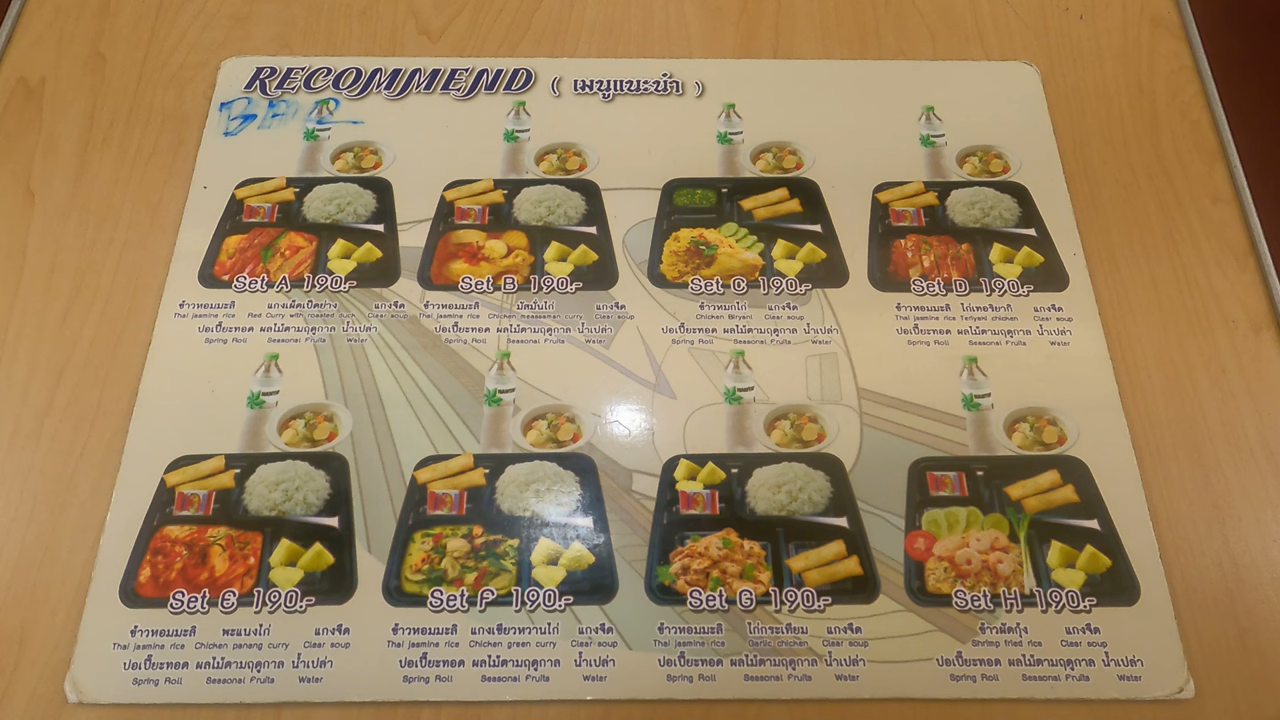 RECOMMEND ( เมนูแนะนำ )
Set A 190.-
ข้าวหอมมะลิ แกงเผ็ดเป็ดย่าง แกงจืด
Thai jasmine rice Red Curry with roasted duck Clear soup
ปอเปี๊ยะทอด ผลไม้ตามฤดูกาล น้ำเปล่า
Spring Roll Seasonal Fruits Water
Set B 190.-
ข้าวหอมมะลิ มัสมั่นไก่ แกงจืด
Thai jasmine rice Chicken massaman curry Clear soup
ปอเปี๊ยะทอด ผลไม้ตามฤดูกาล น้ำเปล่า
Spring Roll Seasonal Fruits Water
Set C 190.-
ข้าวหมกไก่ แกงจืด
Chicken Biryani Clear soup
ปอเปี๊ยะทอด ผลไม้ตามฤดูกาล น้ำเปล่า
Spring Roll Seasonal Fruits Water
Set D 190.-
ข้าวหอมมะลิ ไก่เทอริยากิ แกงจืด
Thai jasmine rice Teriyaki chicken Clear soup
ปอเปี๊ยะทอด ผลไม้ตามฤดูกาล น้ำเปล่า
Spring Roll Seasonal Fruits Water
Set E 190.-
ข้าวหอมมะลิ พะแนงไก่ แกงจืด
Thai jasmine rice Chicken panang curry Clear soup
ปอเปี๊ยะทอด ผลไม้ตามฤดูกาล น้ำเปล่า
Spring Roll Seasonal Fruits Water
Set F 190.-
ข้าวหอมมะลิ แกงเขียวหวานไก่ แกงจืด
Thai jasmine rice Chicken green curry Clear soup
ปอเปี๊ยะทอด ผลไม้ตามฤดูกาล น้ำเปล่า
Spring Roll Seasonal Fruits Water
Set G 190.-
ข้าวหอมมะลิ ไก่กระเทียม แกงจืด
Thai jasmine rice Garlic chicken Clear soup
ปอเปี๊ยะทอด ผลไม้ตามฤดูกาล น้ำเปล่า
Spring Roll Seasonal Fruits Water
Set H 190.-
ข้าวผัดกุ้ง แกงจืด
Shrimp fried rice Clear soup
ปอเปี๊ยะทอด ผลไม้ตามฤดูกาล น้ำเปล่า
Spring Roll Seasonal Fruits Water